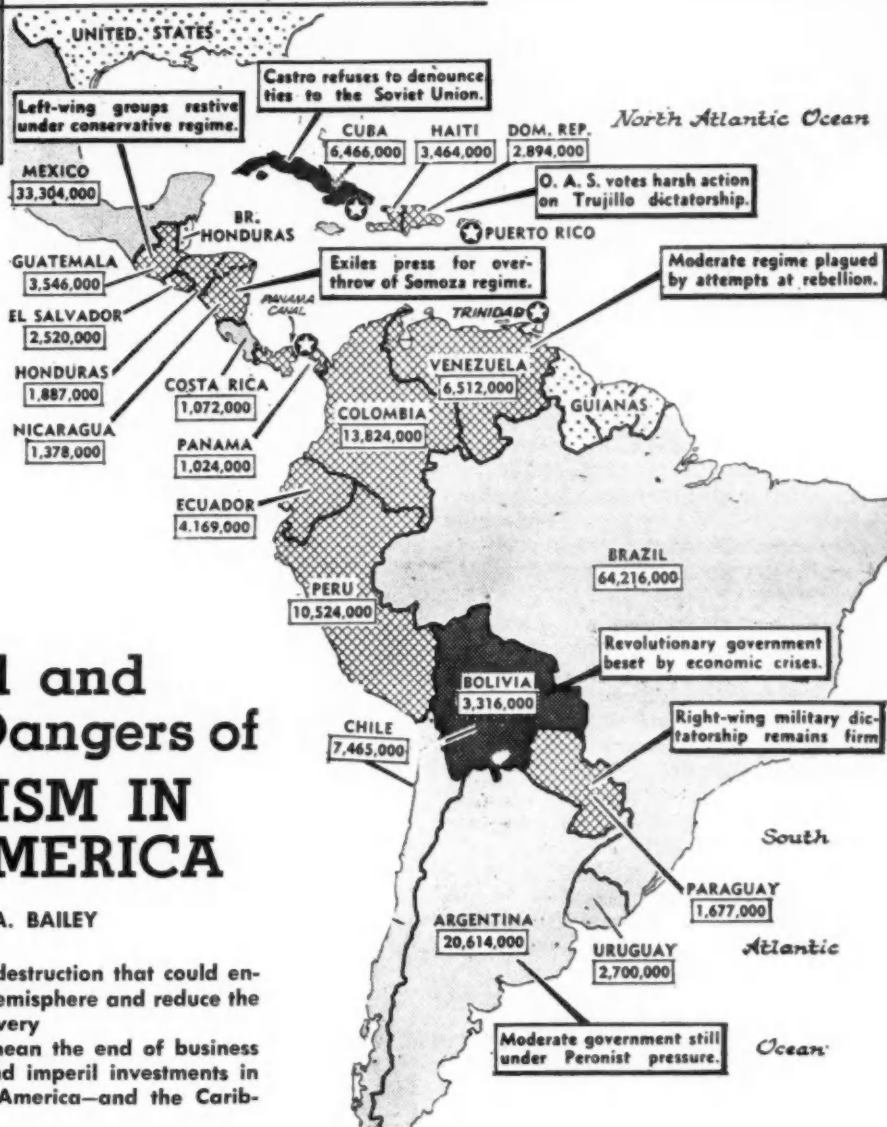 UNITED STATES
Castro refuses to denounce
ties to the Soviet Union.
Left-wing groups restive
under conservative regime.
North Atlantic Ocean
CUBA
6,466,000
HAITI
3,464,000
DOM. REP.
2.894,000
MEXICO
33,304,000
O. A. S. votes harsh action
on Trujillo dictatorship.
BR.
HONDURAS
PUERTO RICO
GUATEMALA
3,546,000
Exiles press for over-
throw of Somoza regime.
Moderate regime plagued
by attempts at rebellion.
EL SALVADOR
2,520,000
PANAMA
CANAL
TRINIDAD
HONDURAS
1,887,000
COSTA RICA
1,072,000
VENEZUELA
6,512,000
GUIANAS
NICARAGUA
1,378,000
PANAMA
1,024,000
COLOMBIA
13,824,000
ECUADOR
4.169,000
BRAZIL
64,216,000
PERU
10,524,000
Revolutionary government
beset by economic crises.
BOLIVIA
3,316,000
Right-wing military dic-
tatorship remains firm
CHILE
7,465,000
South
PARAGUAY
1,677,000
ARGENTINA
20,614,000
URUGUAY
2,700,000
Atlantic
Moderate government still
under Peronist pressure.
Ocean
and
Dangers of
ISM IN
MERICA
A. BAILEY
destruction that could en-
emisphere and reduce the
very
mean the end of business
nd imperil investments in
America—and the Carib-